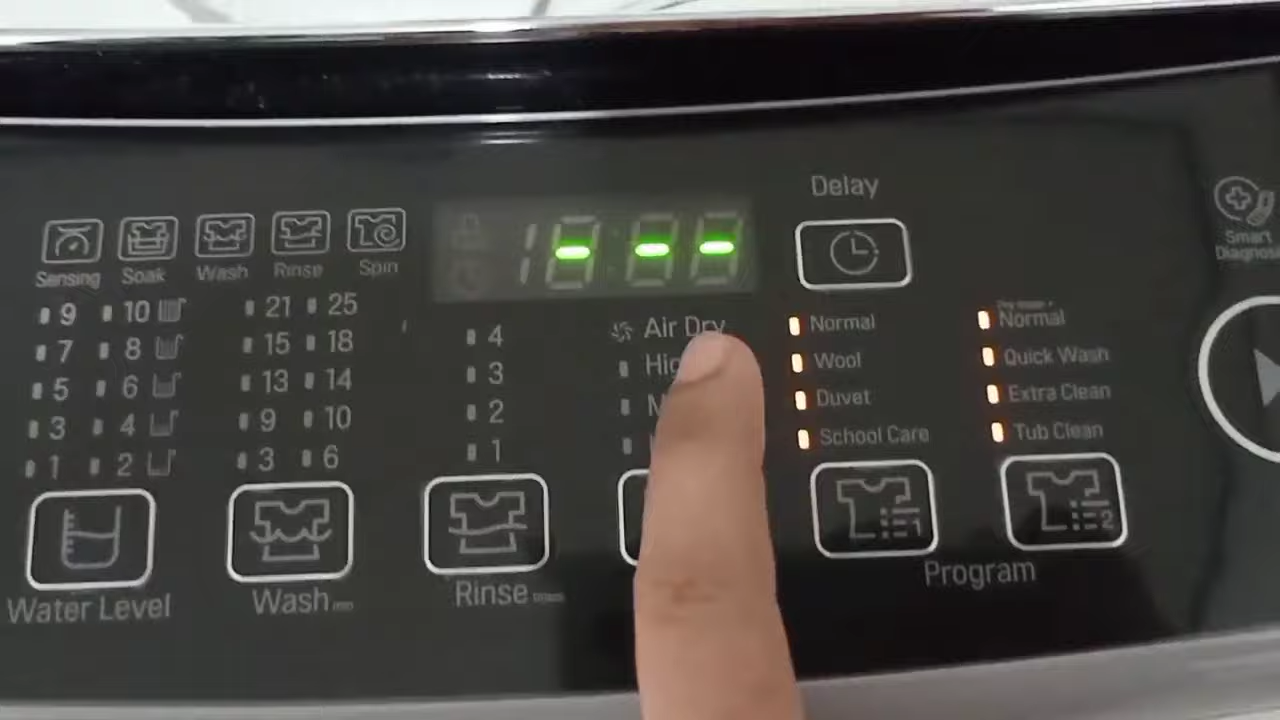 Delay
Smart
Diagnosis
Sensing Soak Wash Rinse Spin
9 10 21 25 4 Air Dry Normal Normal
7 8 15 18 3 Wool Quick Wash
5 6 13 14 2 Duvet Extra Clean
3 4 9 10 1 School Care Tub Clean
1 2 3 6
1
2
Water Level Wash Rinse Program